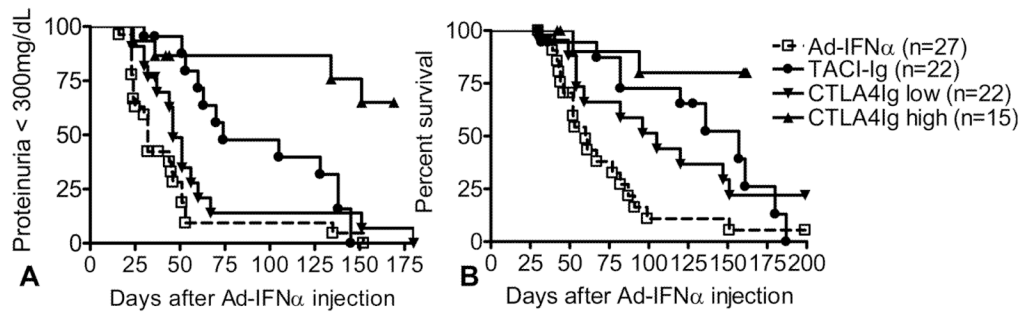 A
Proteinuria < 300mg/dL
100
75
50
25
0
0 25 50 75 100 125 150 175
Days after Ad-IFNα injection
B
Percent survival
100
75
50
25
0
0 25 50 75 100 125 150 175 200
Days after Ad-IFNα injection
Ad-IFNα (n=27)
TACI-Ig (n=22)
CTLA4Ig low (n=22)
CTLA4Ig high (n=15)